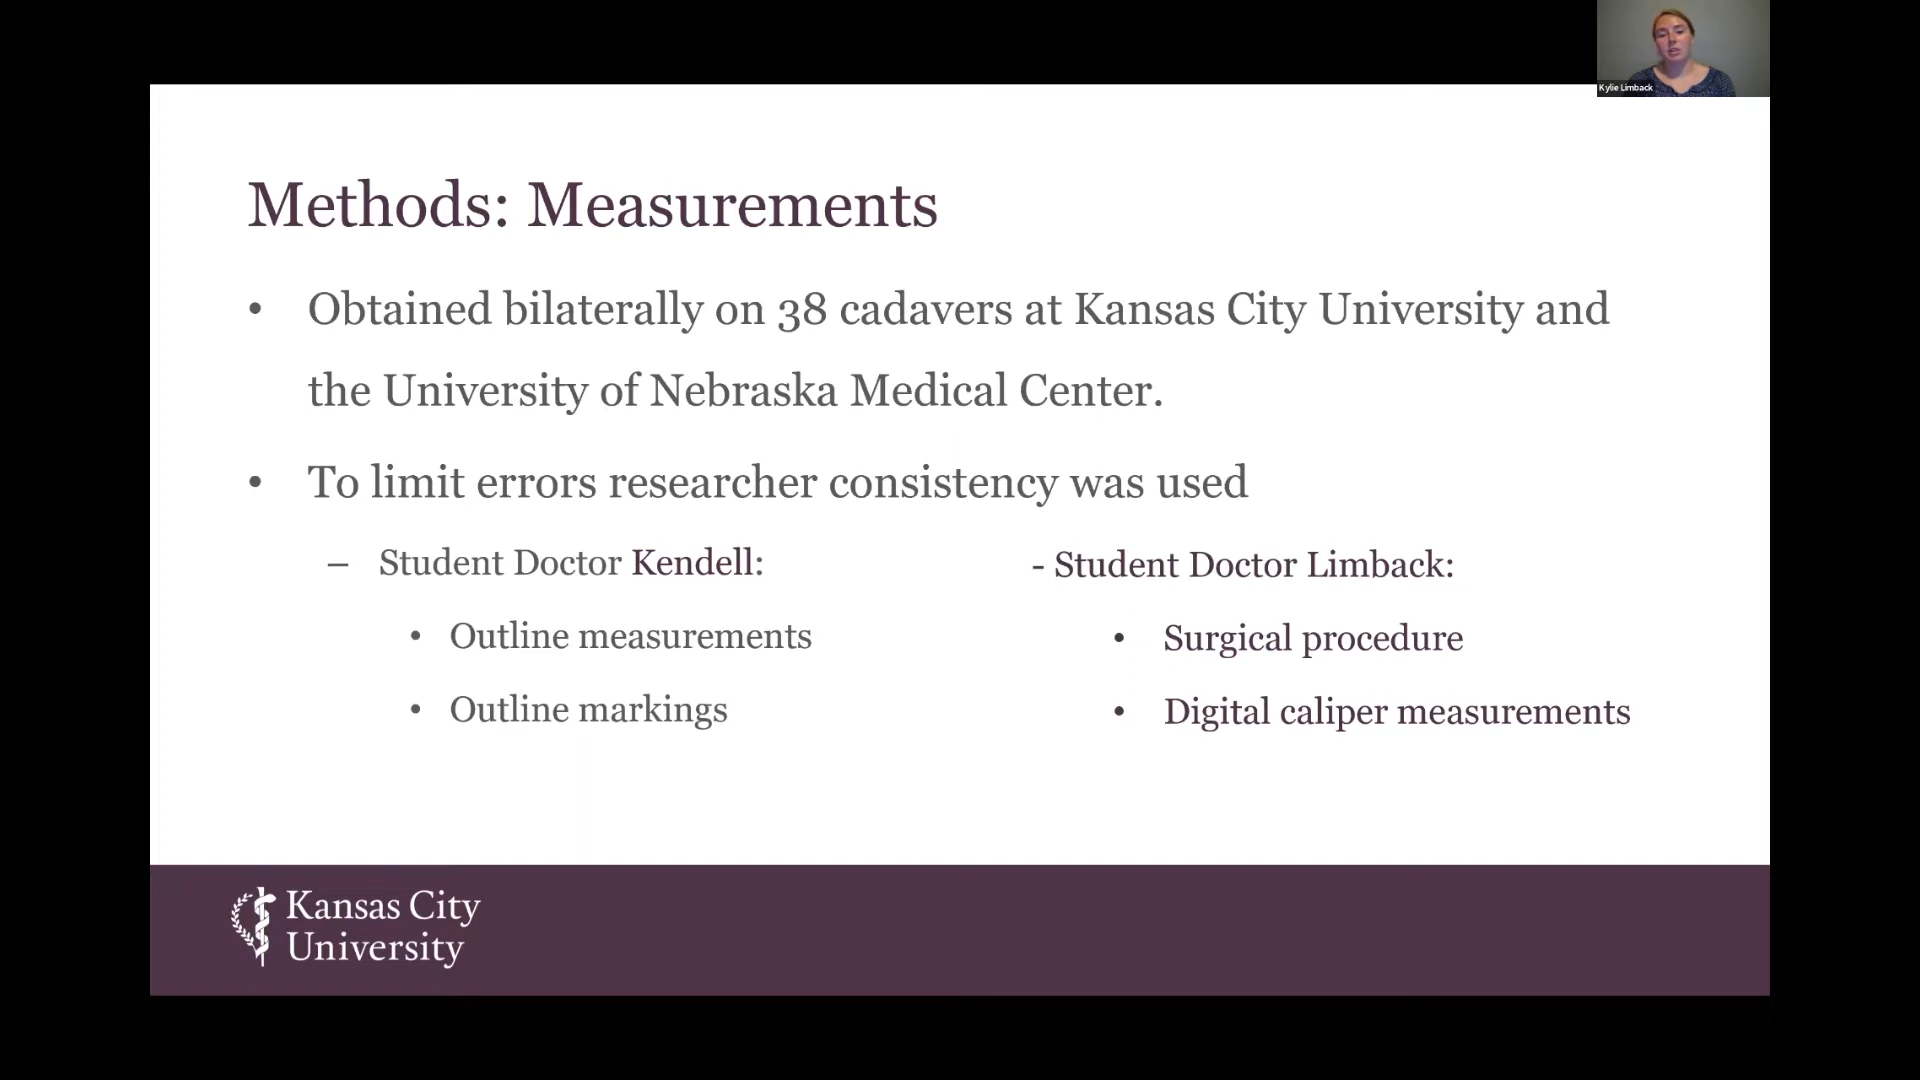 Kylie Limback
Methods: Measurements
• Obtained bilaterally on 38 cadavers at Kansas City University and
the University of Nebraska Medical Center.
• To limit errors researcher consistency was used
– Student Doctor Kendell:
• Outline measurements
• Outline markings
- Student Doctor Limback:
• Surgical procedure
• Digital caliper measurements
Kansas City
University